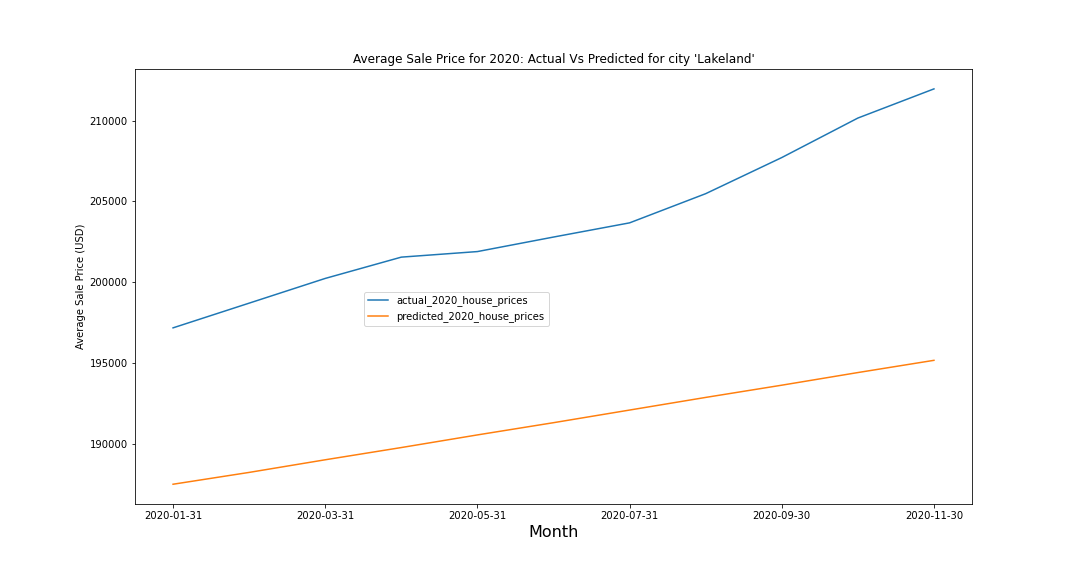 Average Sale Price for 2020: Actual Vs Predicted for city 'Lakeland'
Average Sale Price (USD)
210000
205000
200000
195000
190000
actual_2020_house_prices
predicted_2020_house_prices
2020-01-31 2020-03-31 2020-05-31 2020-07-31 2020-09-30 2020-11-30
Month